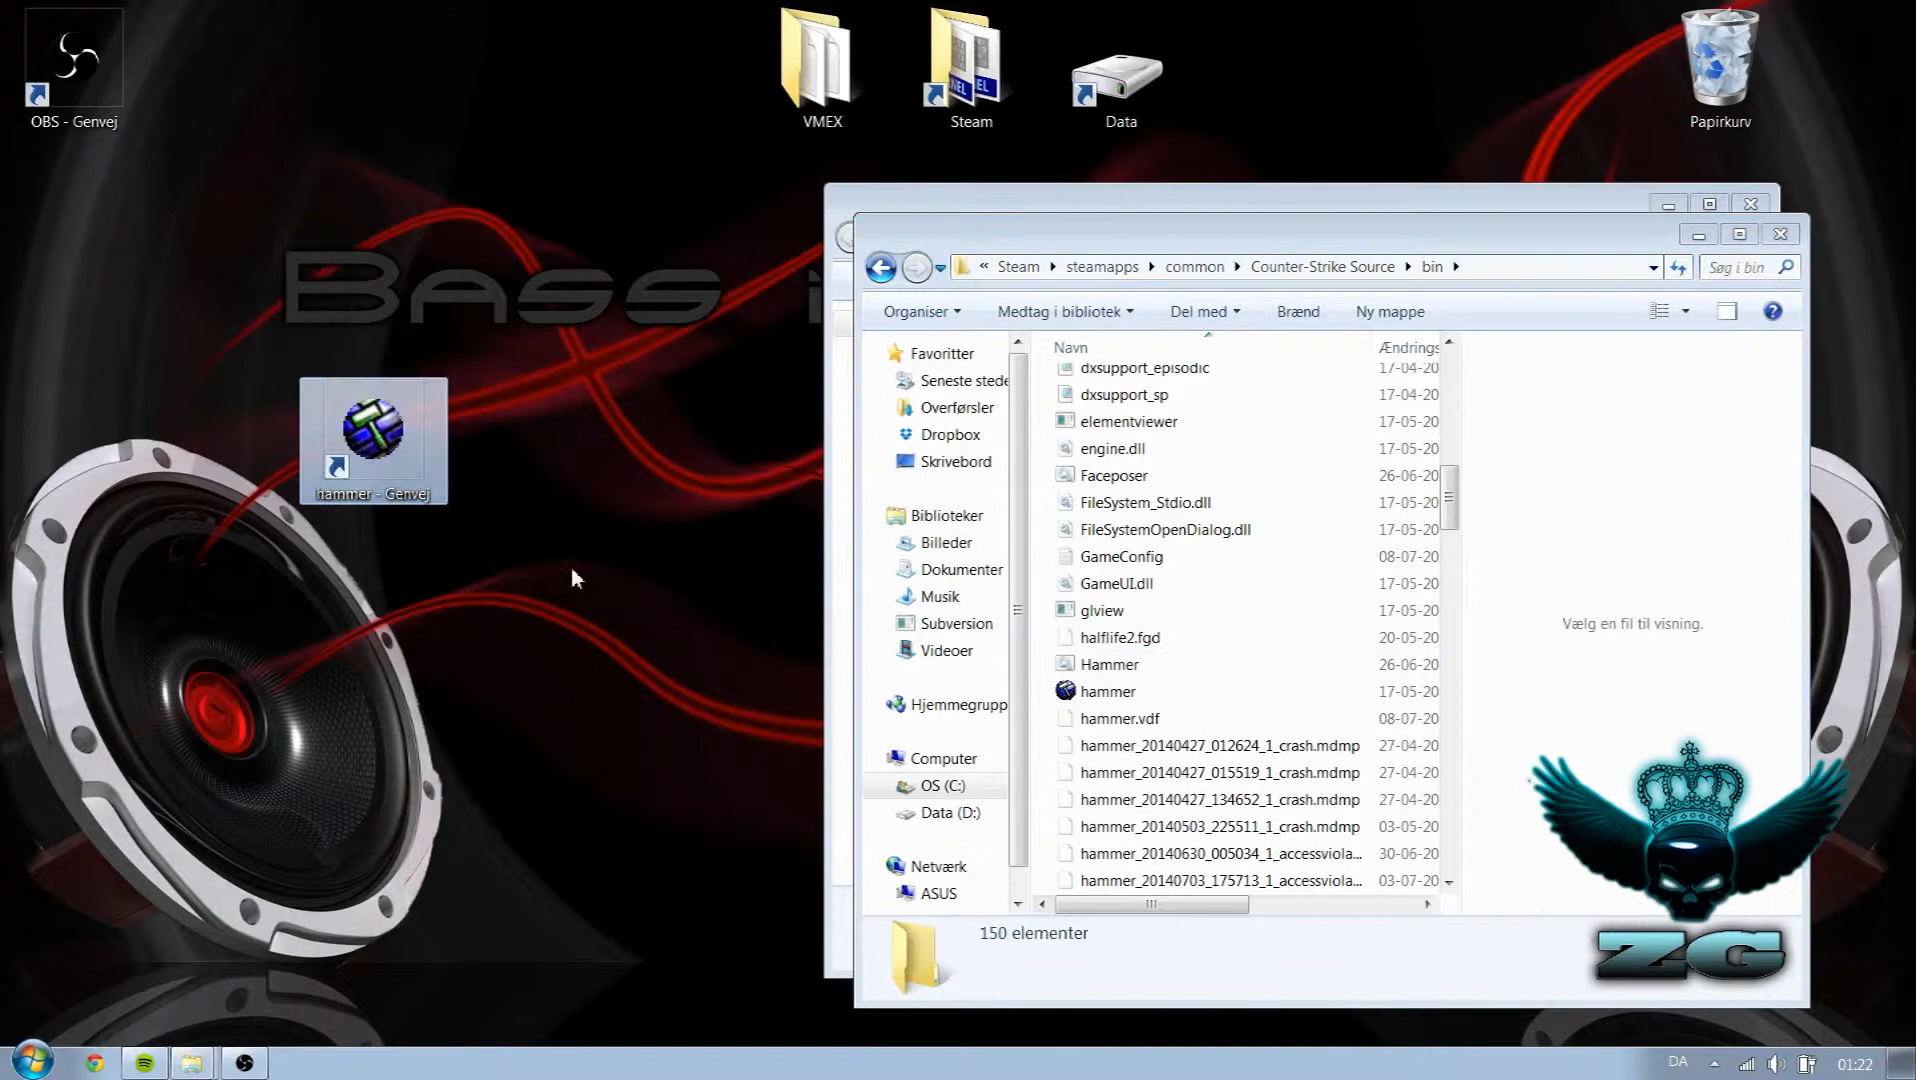 OBS - Genvej
VMEX
Steam
Data
Papirkurv
BASS i
hammer - Genvej
« Steam steamapps common Counter-Strike Source bin
Søg i bin
Organiser
Medtag i bibliotek
Del med
Brænd
Ny mappe
Favoritter
Seneste stede
Overførsler
Dropbox
Skrivebord
Biblioteker
Billeder
Dokumenter
Musik
Subversion
Videoer
Hjemmegrupp
Computer
OS (C:)
Data (D:)
Netværk
ASUS
Navn Ændrings
dxsupport_episodic 17-04-20
dxsupport_sp 17-04-20
elementviewer 17-05-20
engine.dll 17-05-20
Faceposer 26-06-20
FileSystem_Stdio.dll 17-05-20
FileSystemOpenDialog.dll 17-05-20
GameConfig 08-07-20
GameUI.dll 17-05-20
glview 17-05-20
halflife2.fgd 20-05-20
Hammer 26-06-20
hammer 17-05-20
hammer.vdf 08-07-20
hammer_20140427_012624_1_crash.mdmp 27-04-20
hammer_20140427_015519_1_crash.mdmp 27-04-20
hammer_20140427_134652_1_crash.mdmp 27-04-20
hammer_20140503_225511_1_crash.mdmp 03-05-20
hammer_20140630_005034_1_accessviola... 30-06-20
hammer_20140703_175713_1_accessviola... 03-07-20
Vælg en fil til visning.
150 elementer
ZG
DA
01:22